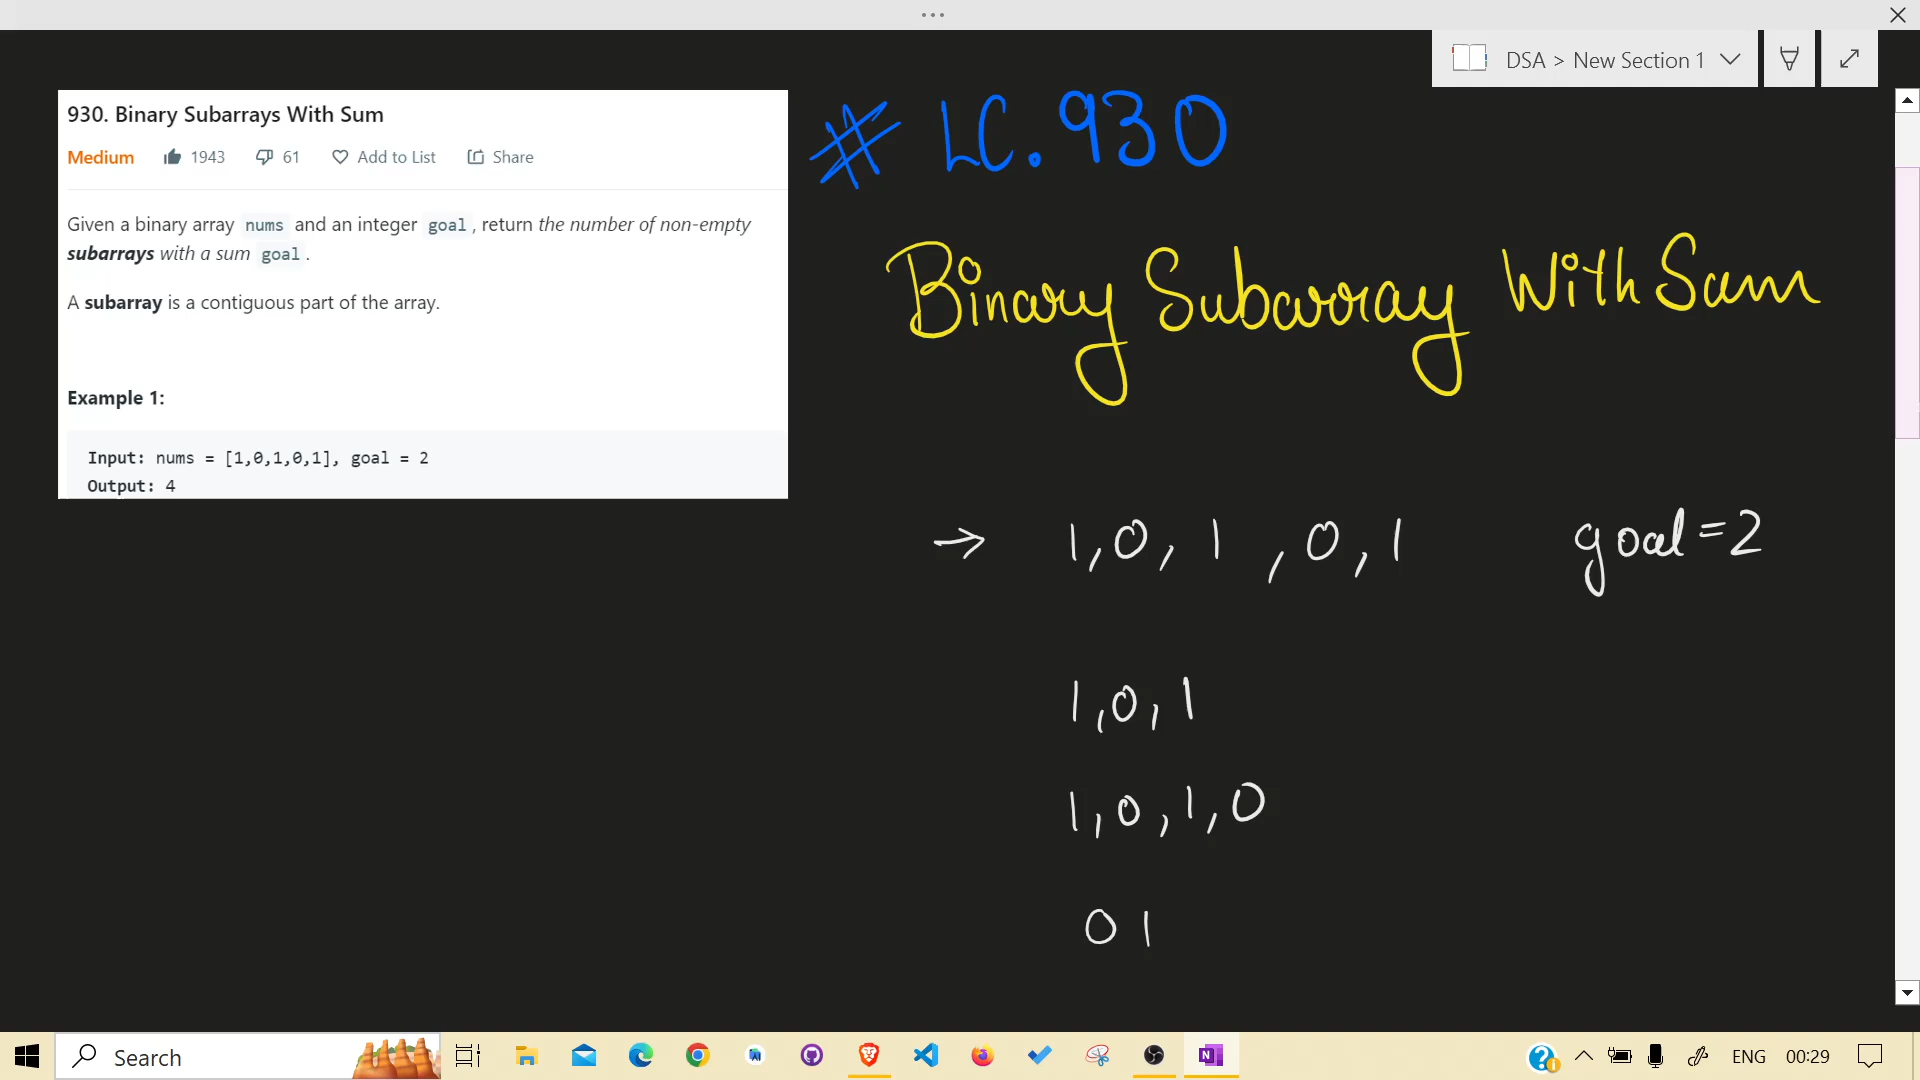 DSA > New Section 1
930. Binary Subarrays With Sum
Medium 1943 61 Add to List Share
Given a binary array nums and an integer goal, return the number of non-empty
subarrays with a sum goal.
A subarray is a contiguous part of the array.
Example 1:
Input: nums = [1,0,1,0,1], goal = 2
Output: 4
# LC.930
Binary Subarray With Sum
→ 1,0,1,0,1 goal=2
1,0,1
1,0,1,0
0 1
Search
ENG 00:29